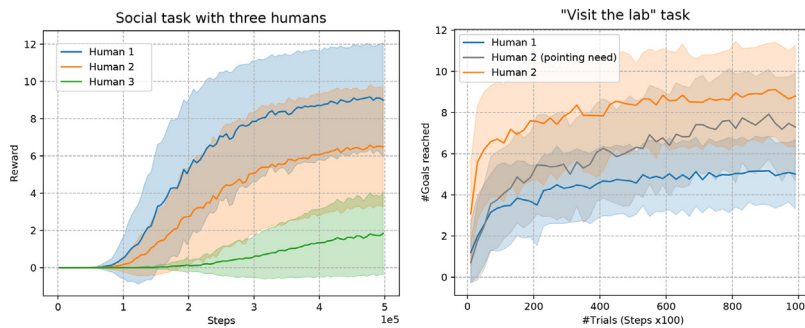 Social task with three humans
Human 1
Human 2
Human 3
12
10
8
6
4
2
0
Reward
0
1
2
3
4
5
1e5
Steps
"Visit the lab" task
Human 1
Human 2 (pointing need)
Human 2
12
10
8
6
4
2
0
#Goals reached
0
200
400
600
800
1000
#Trials (Steps x100)